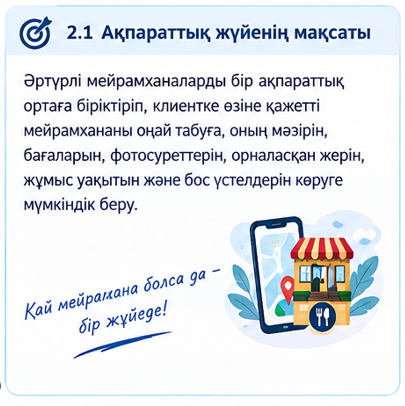 2.1 Ақпараттық жүйенің мақсаты
Әртүрлі мейрамханаларды бір ақпараттық
ортаға біріктіріп, клиентке өзіне қажетті
мейрамхананы оңай табуға, оның мәзірін,
бағаларын, фотосуреттерін, орналасқан жерін,
жұмыс уақытын және бос үстелдерін көруге
мүмкіндік беру.
Қай мейрамхана болса да –
бір жүйеде!